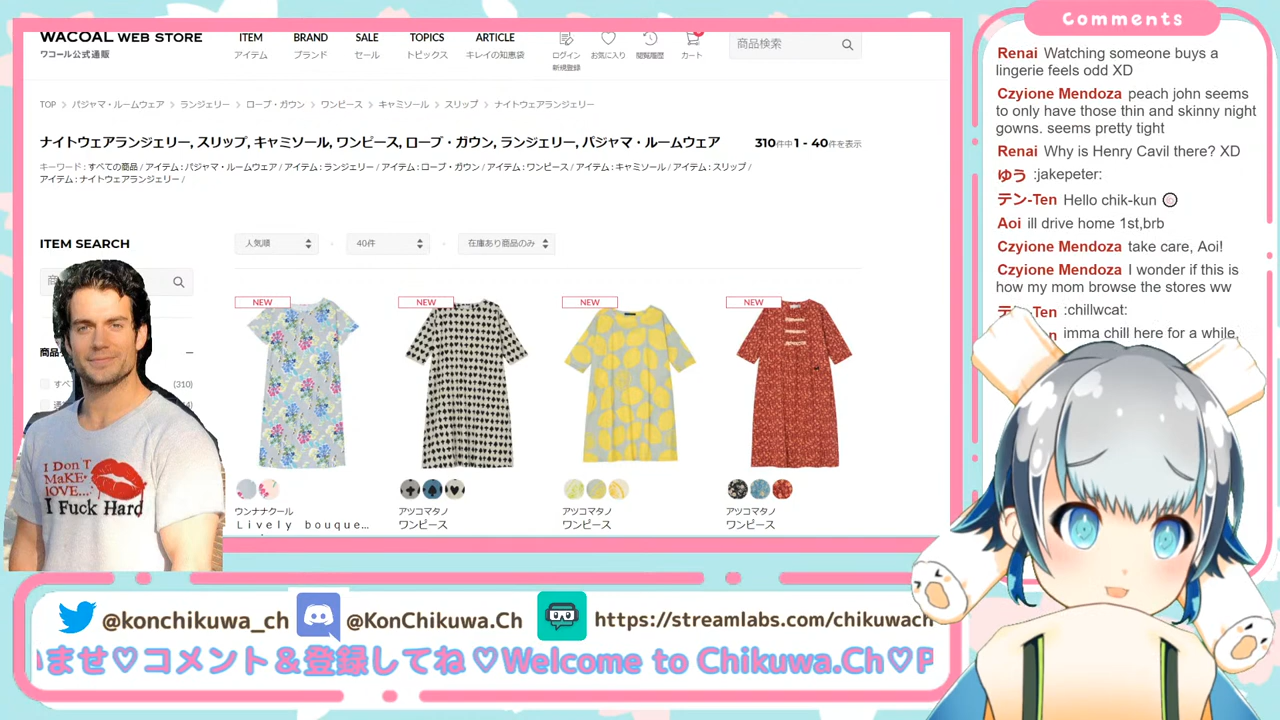 WACOAL WEB STORE
ワコール公式通販
ITEM
アイテム
BRAND
ブランド
SALE
セール
TOPICS
トピックス
ARTICLE
キレイの知恵袋
ログイン
新規登録
お気に入り
閲覧履歴
カート
商品検索
TOP > パジャマ・ルームウェア > ランジェリー > ローブ・ガウン > ワンピース > キャミソール > スリップ > ナイトウェアランジェリー
ナイトウェアランジェリー, スリップ, キャミソール, ワンピース, ローブ・ガウン, ランジェリー, パジャマ・ルームウェア
310件中1 - 40件を表示
キーワード : すべての商品 / アイテム : パジャマ・ルームウェア / アイテム : ランジェリー / アイテム : ローブ・ガウン / アイテム : ワンピース / アイテム : キャミソール / アイテム : スリップ /
アイテム : ナイトウェアランジェリー /
ITEM SEARCH
人気順
40件
在庫あり商品のみ
商
商品
すべ
(310)
NEW
NEW
NEW
NEW
ウンナナクール
Ｌｉｖｅｌｙ ｂｏｕｑｕｅ...
アツコマタノ
ワンピース
アツコマタノ
ワンピース
アツコマタノ
ワンピース
I DON'T
MAKE
LOVE...
I Fuck Hard
Comments
Renai Watching someone buys a
lingerie feels odd XD
Czyione Mendoza peach john seems
to only have those thin and skinny night
gowns. seems pretty tight
Renai Why is Henry Cavil there? XD
ゆう :jakepeter:
テン-Ten Hello chik-kun
Aoi ill drive home 1st,brb
Czyione Mendoza take care, Aoi!
Czyione Mendoza I wonder if this is
how my mom browse the stores ww
テ Ten :chillwcat:
n imma chill here for a while,
@konchikuwa_ch
@KonChikuwa.Ch
https://streamlabs.com/chikuwach
いませ♡コメント＆登録してね ♡Welcome to Chikuwa.Ch♡P